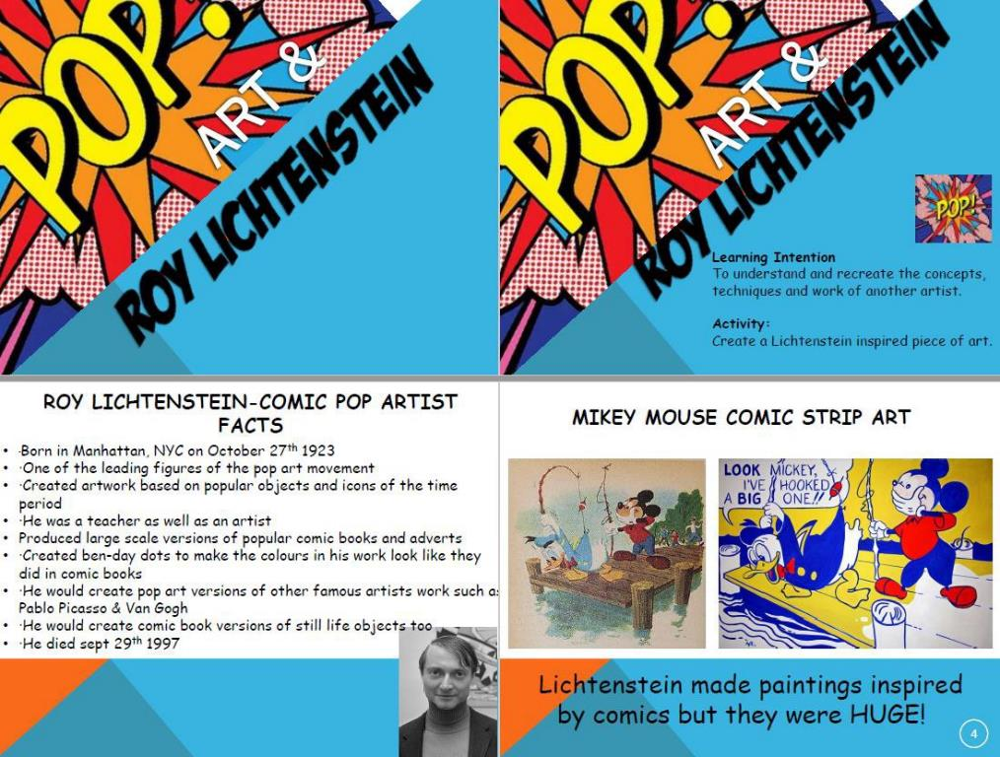 POP!
ART &
ROY LICHTENSTEIN
POP!
ART &
ROY LICHTENSTEIN
POP!
Learning Intention
To understand and recreate the concepts,
techniques and work of another artist.
Activity:
Create a Lichtenstein inspired piece of art.
ROY LICHTENSTEIN-COMIC POP ARTIST
FACTS
• ·Born in Manhattan, NYC on October 27th 1923
• ·One of the leading figures of the pop art movement
• ·Created artwork based on popular objects and icons of the time
period
• ·He was a teacher as well as an artist
• Produced large scale versions of popular comic books and adverts
• ·Created ben-day dots to make the colours in his work look like they
did in comic books
• ·He would create pop art versions of other famous artists work such as
Pablo Picasso & Van Gogh
• ·He would create comic book versions of still life objects too
• ·He died sept 29th 1997
MIKEY MOUSE COMIC STRIP ART
LOOK MICKEY,
I'VE HOOKED
A BIG ONE!!
Lichtenstein made paintings inspired
by comics but they were HUGE!
4